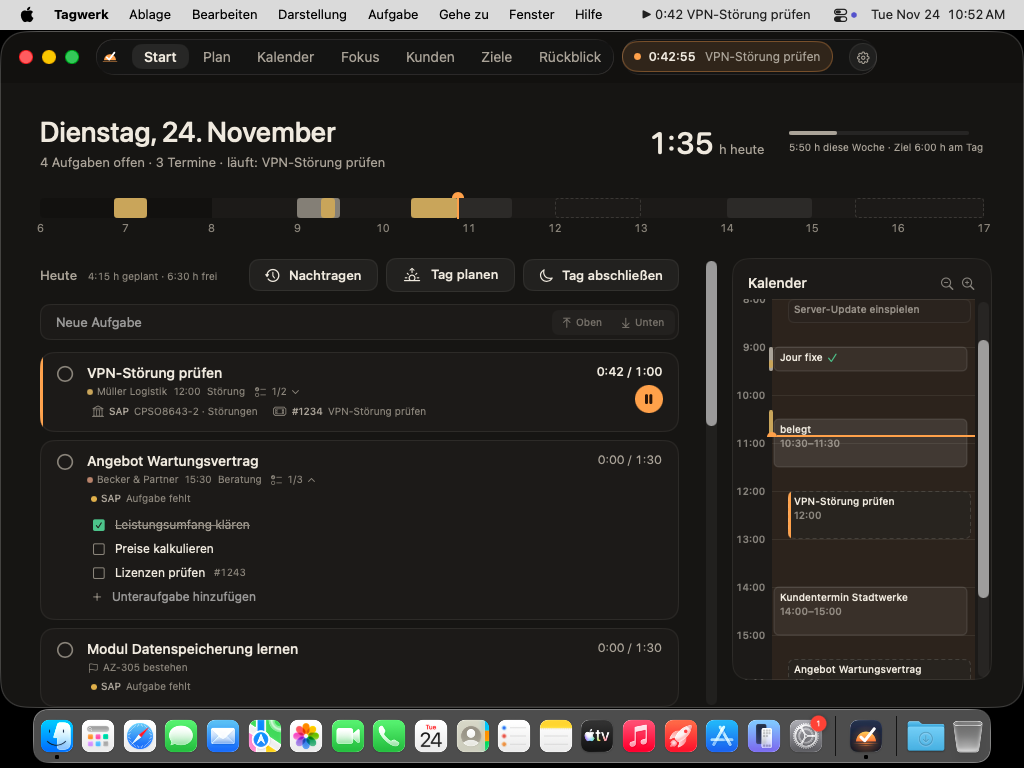 Tagwerk Ablage Bearbeiten Darstellung Aufgabe Gehe zu Fenster Hilfe 0:42 VPN-Störung prüfen Tue Nov 24 10:52 AM
Start Plan Kalender Fokus Kunden Ziele Rückblick 0:42:55 VPN-Störung prüfen
Dienstag, 24. November
4 Aufgaben offen · 3 Termine · läuft: VPN-Störung prüfen
1:35 h heute
5:50 h diese Woche · Ziel 6:00 h am Tag
6 7 8 9 10 11 12 13 14 15 16 17
Heute 4:15 h geplant · 6:30 h frei
Nachtragen Tag planen Tag abschließen
Neue Aufgabe Oben Unten
VPN-Störung prüfen 0:42 / 1:00
Müller Logistik 12:00 Störung 1/2
SAP CPSO8643-2 · Störungen #1234 VPN-Störung prüfen
Angebot Wartungsvertrag 0:00 / 1:30
Becker & Partner 15:30 Beratung 1/3
SAP Aufgabe fehlt
Leistungsumfang klären
Preise kalkulieren
Lizenzen prüfen #1243
+ Unteraufgabe hinzufügen
Modul Datenspeicherung lernen 0:00 / 1:30
AZ-305 bestehen
SAP Aufgabe fehlt
Kalender
8:00
Server-Update einspielen
9:00
Jour fixe ✓
10:00
belegt
11:00 10:30–11:30
12:00
VPN-Störung prüfen
12:00
13:00
14:00
Kundentermin Stadtwerke
14:00–15:00
15:00
Angebot Wartungsvertrag
Tue
24
tv
1